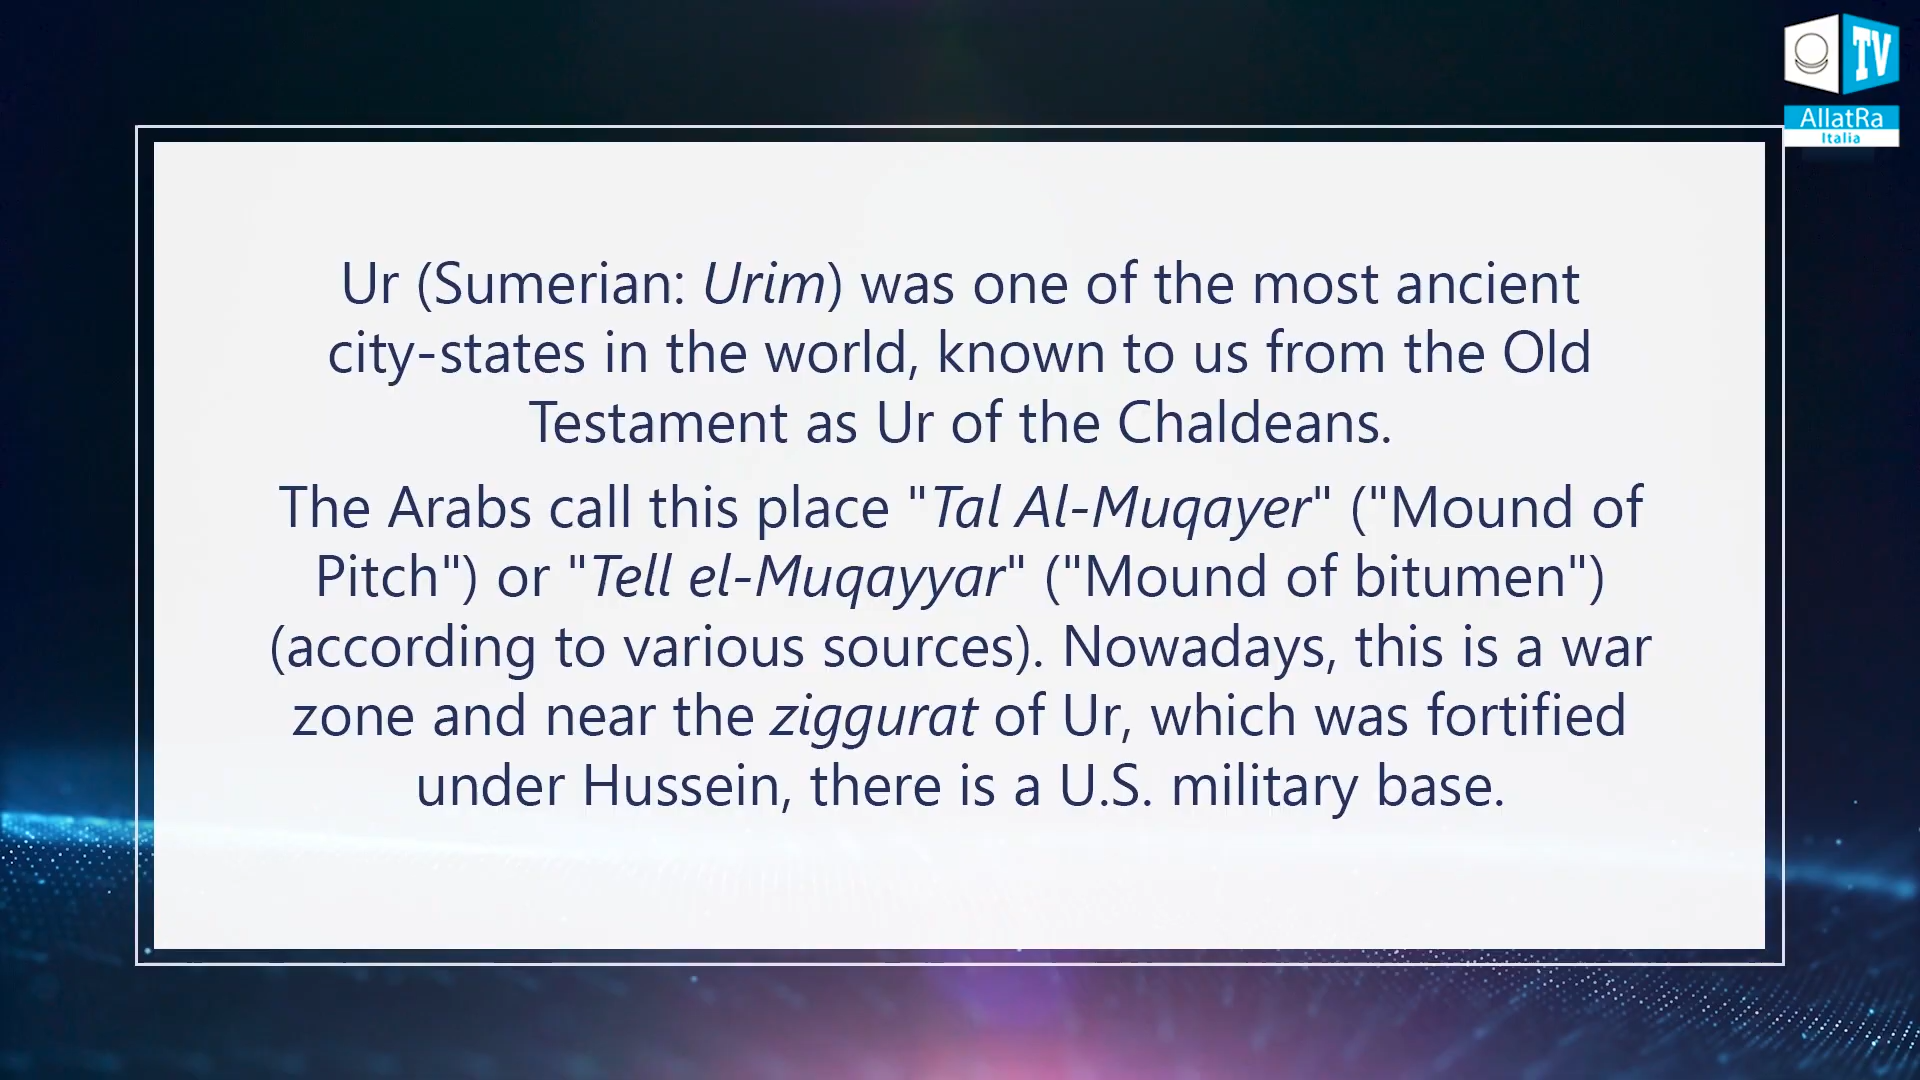 TV
AllatRa
Italia
Ur (Sumerian: Urim) was one of the most ancient
city-states in the world, known to us from the Old
Testament as Ur of the Chaldeans.
The Arabs call this place "Tal Al-Muqayer" ("Mound of
Pitch") or "Tell el-Muqayyar" ("Mound of bitumen")
(according to various sources). Nowadays, this is a war
zone and near the ziggurat of Ur, which was fortified
under Hussein, there is a U.S. military base.